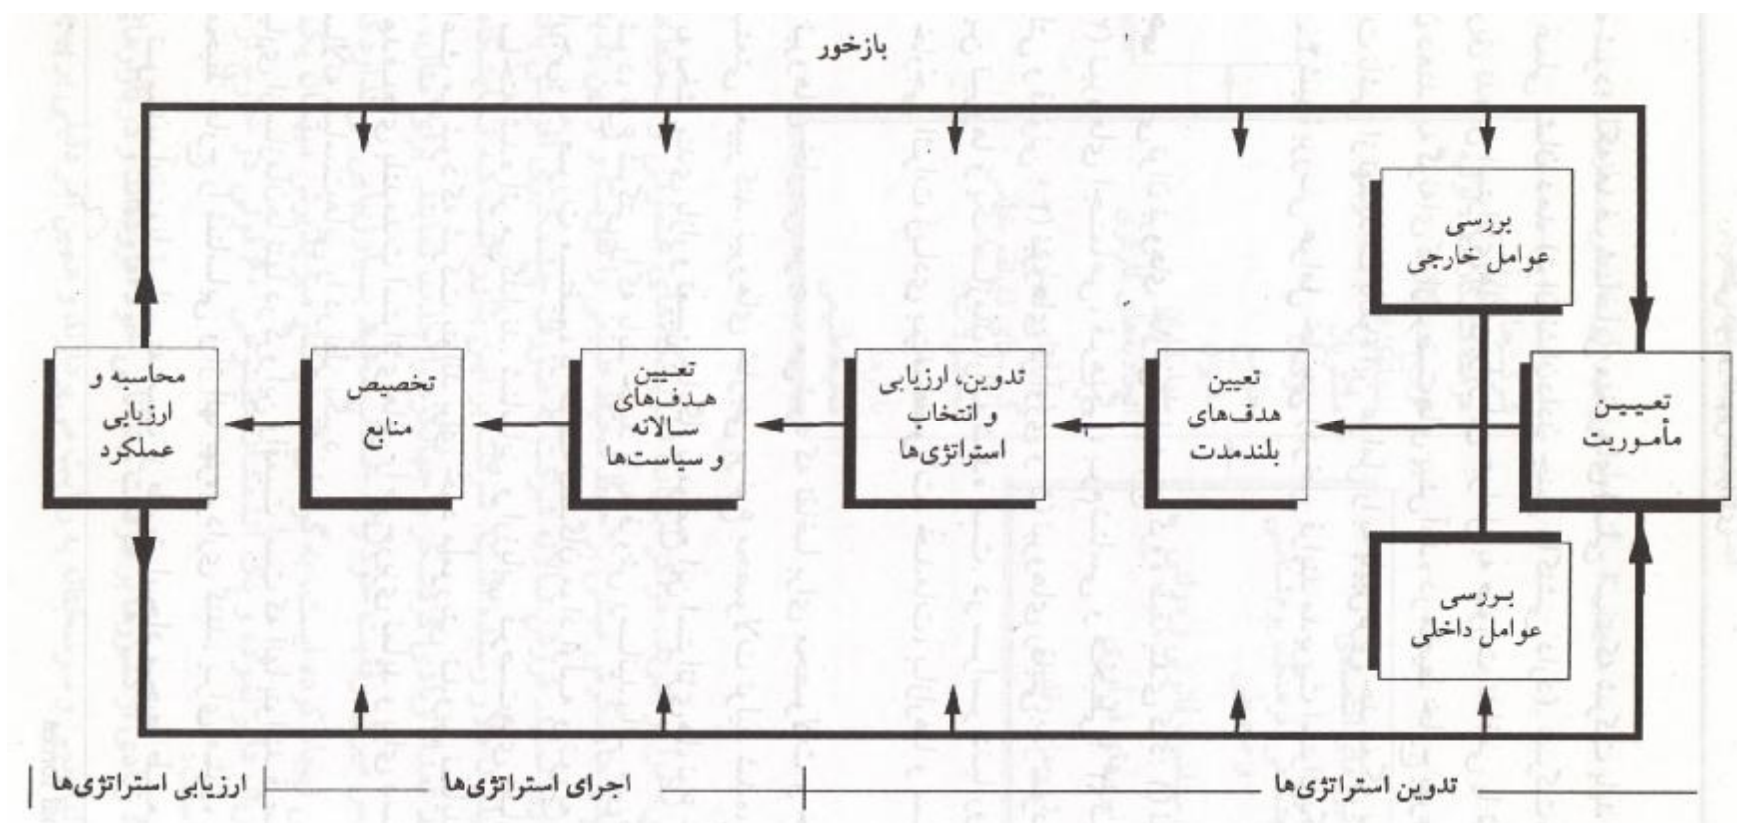 بازخور
بررسی
عوامل خارجی
تعیین
مأموریت
تعیین
هدف‌های
بلندمدت
تدوین، ارزیابی
و انتخاب
استراتژی‌ها
تعیین
هدف‌های
سالانه
و سیاست‌ها
تخصیص
منابع
محاسبه و
ارزیابی
عملکرد
بررسی
عوامل داخلی
تدوین استراتژی‌ها
اجرای استراتژی‌ها
ارزیابی استراتژی‌ها